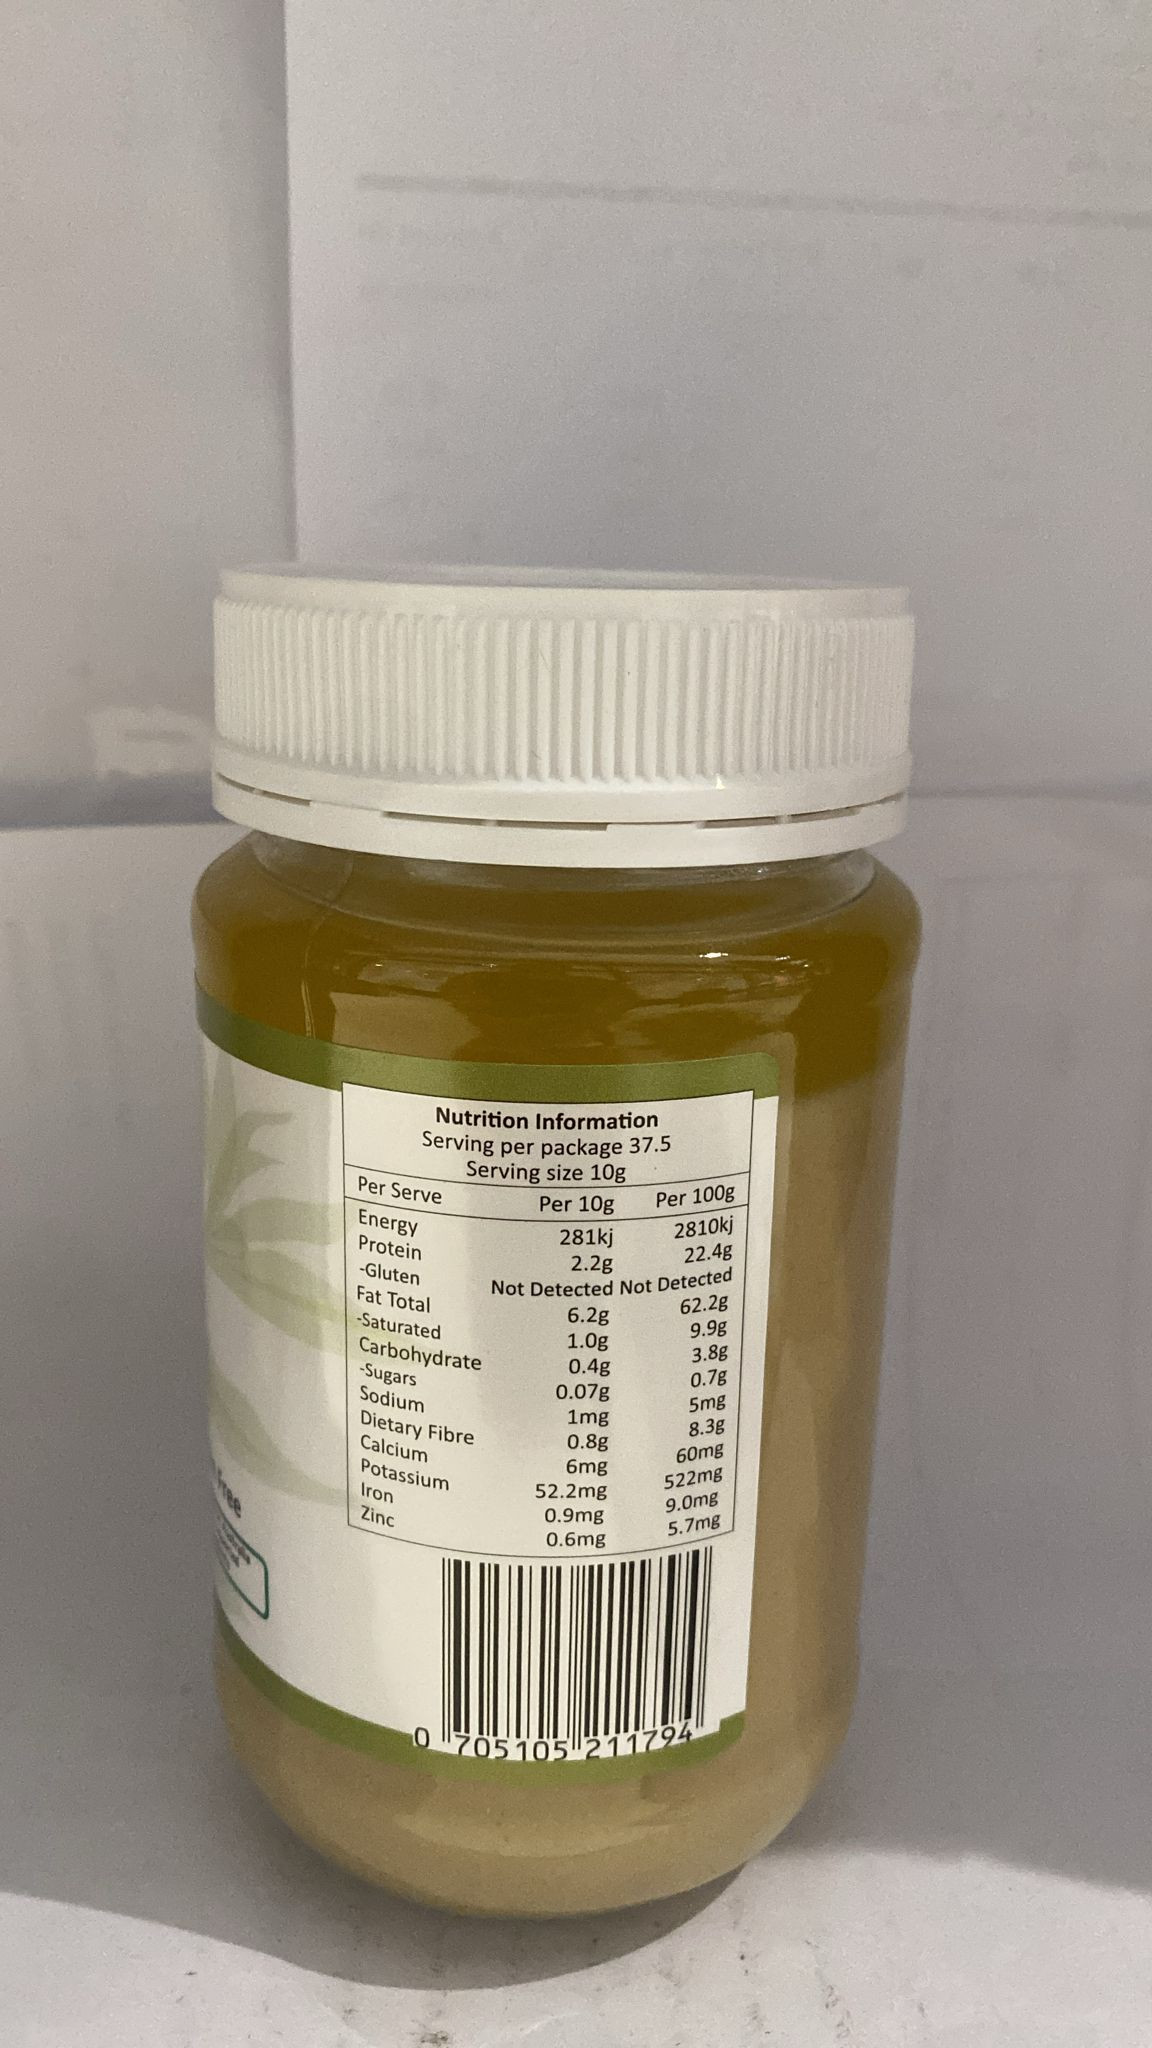 Nutrition Information
Serving per package 37.5
Serving size 10g
Per Serve Per 10g Per 100g
Energy 281kj 2810kj
Protein 2.2g 22.4g
-Gluten Not Detected Not Detected
Fat Total 6.2g 62.2g
-Saturated 1.0g 9.9g
Carbohydrate 0.4g 3.8g
-Sugars 0.07g 0.7g
Sodium 1mg 5mg
Dietary Fibre 0.8g 8.3g
Calcium 6mg 60mg
Potassium 52.2mg 522mg
Iron 0.9mg 9.0mg
Zinc 0.6mg 5.7mg
Free
0 705105 211794